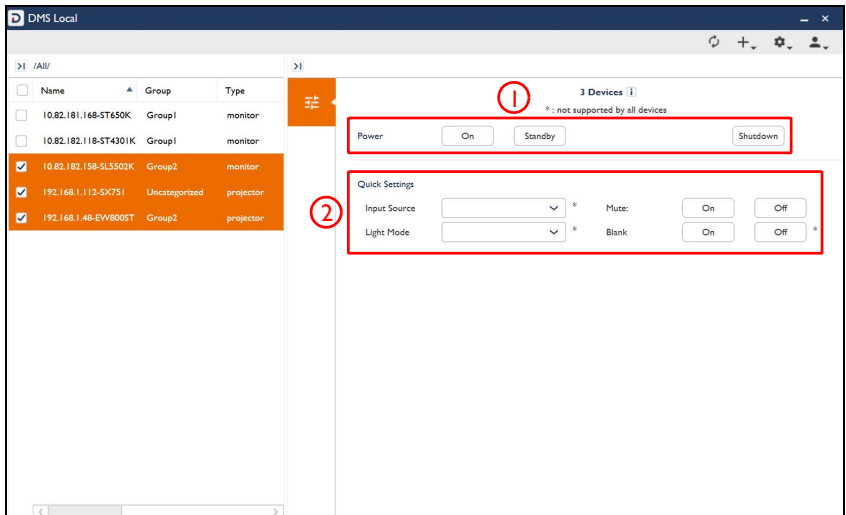 D DMS Local
/All/
Name Group Type
10.82.181.168-ST650K Group1 monitor
10.82.182.118-ST4301K Group1 monitor
10.82.182.158-SL5502K Group2 monitor
192.168.1.112-SX751 Uncategorized projector
192.168.1.48-EW800ST Group2 projector
1
3 Devices i
* : not supported by all devices
Power On Standby Shutdown
2
Quick Settings
Input Source * Mute: On Off
Light Mode * Blank On Off *